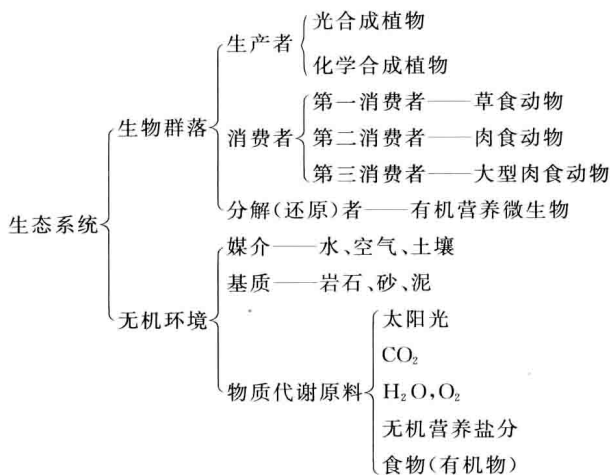 光合成植物
生产者
化学合成植物
第一消费者——草食动物
生物群落
消费者
第二消费者——肉食动物
第三消费者——大型肉食动物
分解(还原)者——有机营养微生物
生态系统
媒介——水、空气、土壤
基质——岩石、砂、泥
无机环境
太阳光
CO₂
物质代谢原料
H₂O,O₂
无机营养盐分
食物(有机物)